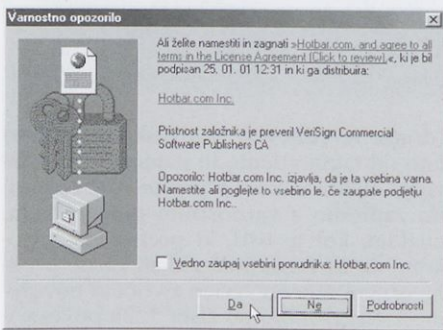 Varnostno opozorilo
Ali želite namestiti in zagnati »Hotbar.com, and agree to all
terms in the License Agreement [Click to review].«, ki je bil
podpisan 25. 01. 01 12:31 in ki ga distribuira:
Hotbar.com Inc.
Pristnost založnika je preveril VeriSign Commercial
Software Publishers CA
Opozorilo: Hotbar.com Inc. izjavlja, da je ta vsebina varna.
Namestite ali poglejte to vsebino le, če zaupate podjetju
Hotbar.com Inc..
Vedno zaupaj vsebini ponudnika: Hotbar.com Inc.
Da Ne Podrobnosti